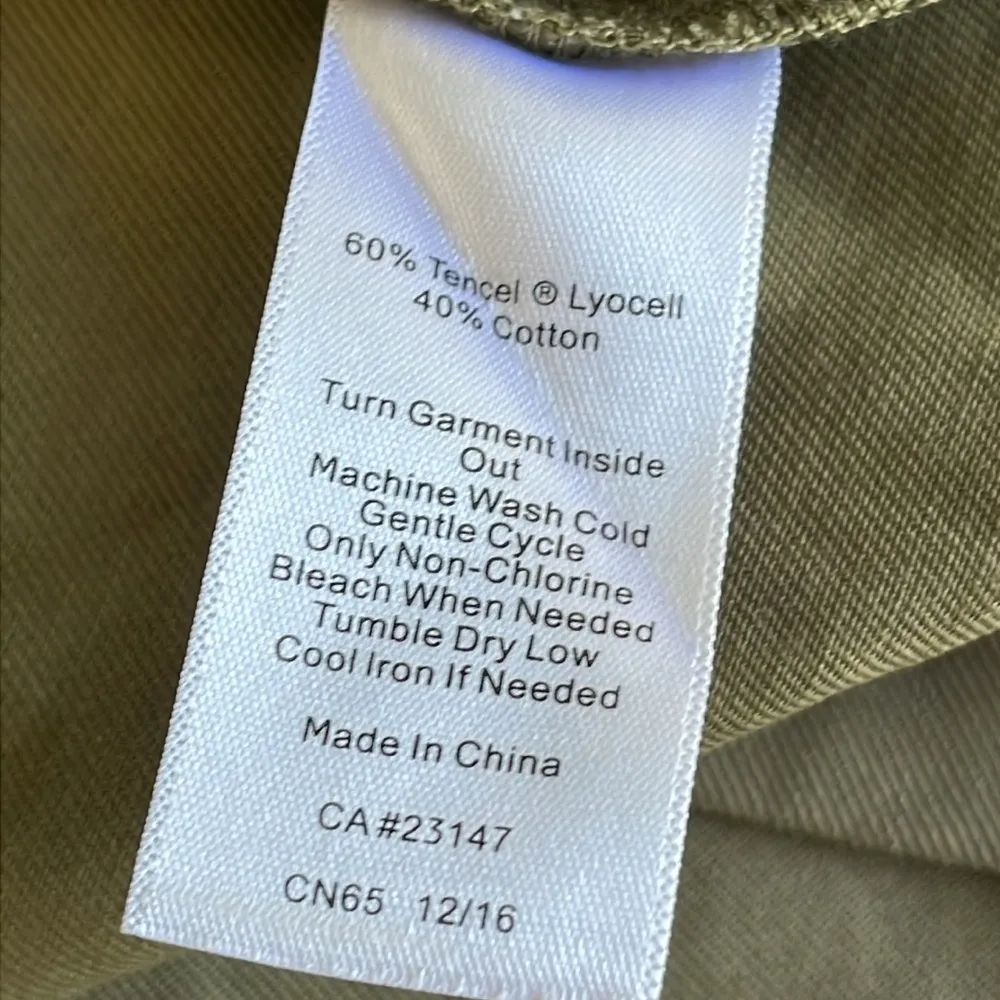 60% Tencel ® Lyocell
40% Cotton
Turn Garment Inside
Out
Machine Wash Cold
Gentle Cycle
Only Non-Chlorine
Bleach When Needed
Tumble Dry Low
Cool Iron If Needed
Made In China
CA#23147
CN65 12/16